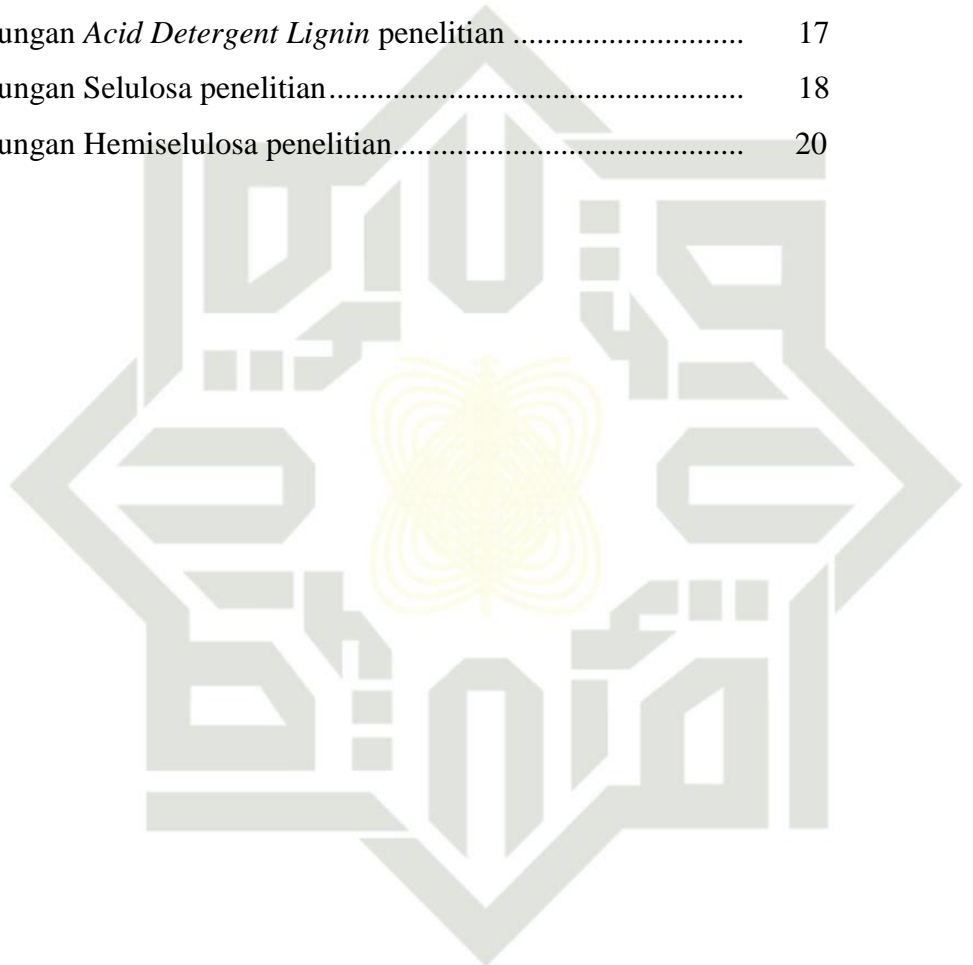 ungan Acid Detergent Lignin penelitian ............................. 17
ungan Selulosa penelitian.................................................... 18
ungan Hemiselulosa penelitian............................................ 20